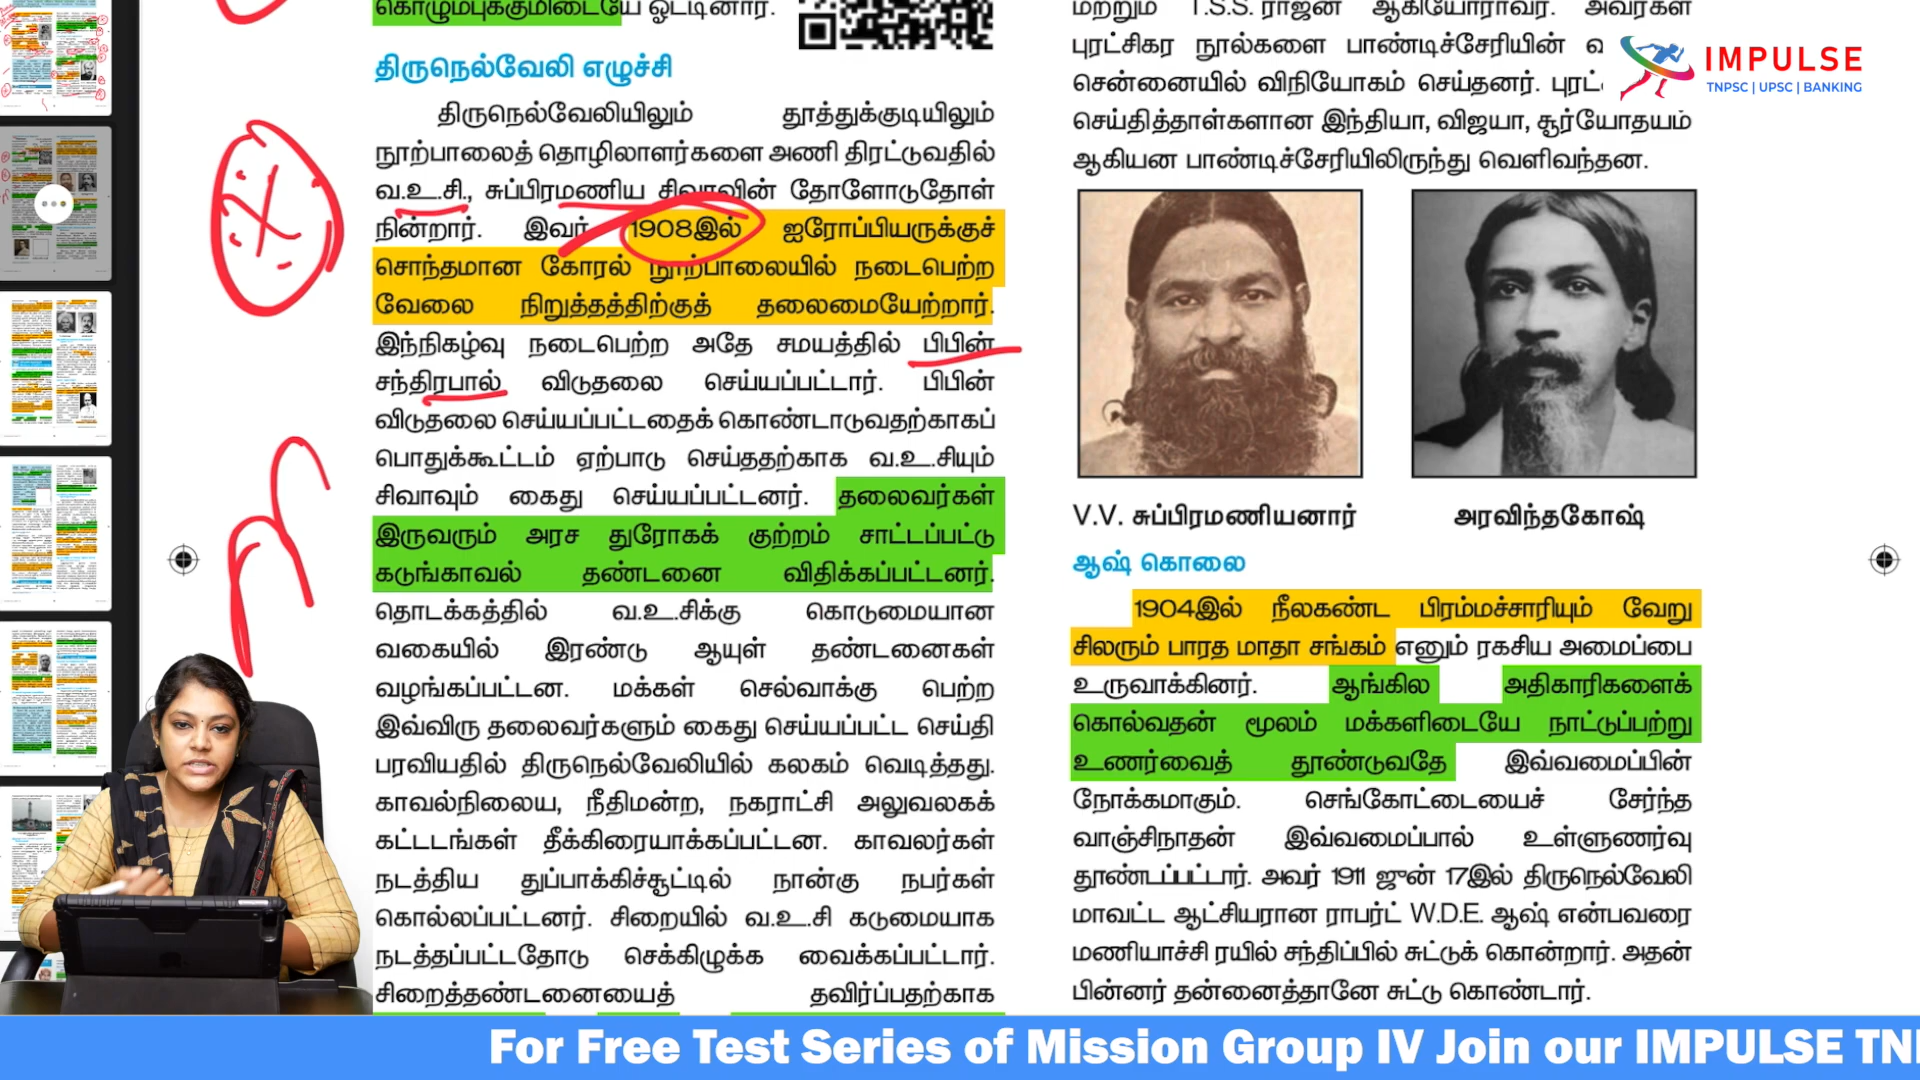 கொழும்புக்குமிடையே ஓட்டினார்.
திருநெல்வேலி எழுச்சி
திருநெல்வேலியிலும் தூத்துக்குடியிலும்
நூற்பாலைத் தொழிலாளர்களை அணி திரட்டுவதில்
வ.உ.சி., சுப்பிரமணிய சிவாவின் தோளோடுதோள்
நின்றார். இவர் 1908இல் ஐரோப்பியருக்குச்
சொந்தமான கோரல் நூற்பாலையில் நடைபெற்ற
வேலை நிறுத்தத்திற்குத் தலைமையேற்றார்.
இந்நிகழ்வு நடைபெற்ற அதே சமயத்தில் பிபின்
சந்திரபால் விடுதலை செய்யப்பட்டார். பிபின்
விடுதலை செய்யப்பட்டதைக் கொண்டாடுவதற்காகப்
பொதுக்கூட்டம் ஏற்பாடு செய்ததற்காக வ.உ.சியும்
சிவாவும் கைது செய்யப்பட்டனர். தலைவர்கள்
இருவரும் அரச துரோகக் குற்றம் சாட்டப்பட்டு
கடுங்காவல் தண்டனை விதிக்கப்பட்டனர்.
தொடக்கத்தில் வ.உ.சிக்கு கொடுமையான
வகையில் இரண்டு ஆயுள் தண்டனைகள்
வழங்கப்பட்டன. மக்கள் செல்வாக்கு பெற்ற
இவ்விரு தலைவர்களும் கைது செய்யப்பட்ட செய்தி
பரவியதில் திருநெல்வேலியில் கலகம் வெடித்தது.
காவல்நிலைய, நீதிமன்ற, நகராட்சி அலுவலகக்
கட்டடங்கள் தீக்கிரையாக்கப்பட்டன. காவலர்கள்
நடத்திய துப்பாக்கிச்சூட்டில் நான்கு நபர்கள்
கொல்லப்பட்டனர். சிறையில் வ.உ.சி கடுமையாக
நடத்தப்பட்டதோடு செக்கிழுக்க வைக்கப்பட்டார்.
சிறைத்தண்டனையைத் தவிர்ப்பதற்காக
மற்றும் T.S.S. ராஜன் ஆகியோராவர். அவர்கள்
புரட்சிகர நூல்களை பாண்டிச்சேரியின் வ
சென்னையில் விநியோகம் செய்தனர். புரட்
செய்தித்தாள்களான இந்தியா, விஜயா, சூர்யோதயம்
ஆகியன பாண்டிச்சேரியிலிருந்து வெளிவந்தன.
V.V. சுப்பிரமணியனார் அரவிந்தகோஷ்
ஆஷ் கொலை
1904இல் நீலகண்ட பிரம்மச்சாரியும் வேறு
சிலரும் பாரத மாதா சங்கம் எனும் ரகசிய அமைப்பை
உருவாக்கினர். ஆங்கில அதிகாரிகளைக்
கொல்வதன் மூலம் மக்களிடையே நாட்டுப்பற்று
உணர்வைத் தூண்டுவதே இவ்வமைப்பின்
நோக்கமாகும். செங்கோட்டையைச் சேர்ந்த
வாஞ்சிநாதன் இவ்வமைப்பால் உள்ளுணர்வு
தூண்டப்பட்டார். அவர் 1911 ஜுன் 17இல் திருநெல்வேலி
மாவட்ட ஆட்சியரான ராபர்ட் W.D.E. ஆஷ் என்பவரை
மணியாச்சி ரயில் சந்திப்பில் சுட்டுக் கொன்றார். அதன்
பின்னர் தன்னைத்தானே சுட்டு கொண்டார்.
IMPULSE
TNPSC | UPSC | BANKING
For Free Test Series of Mission Group IV Join our IMPULSE TN